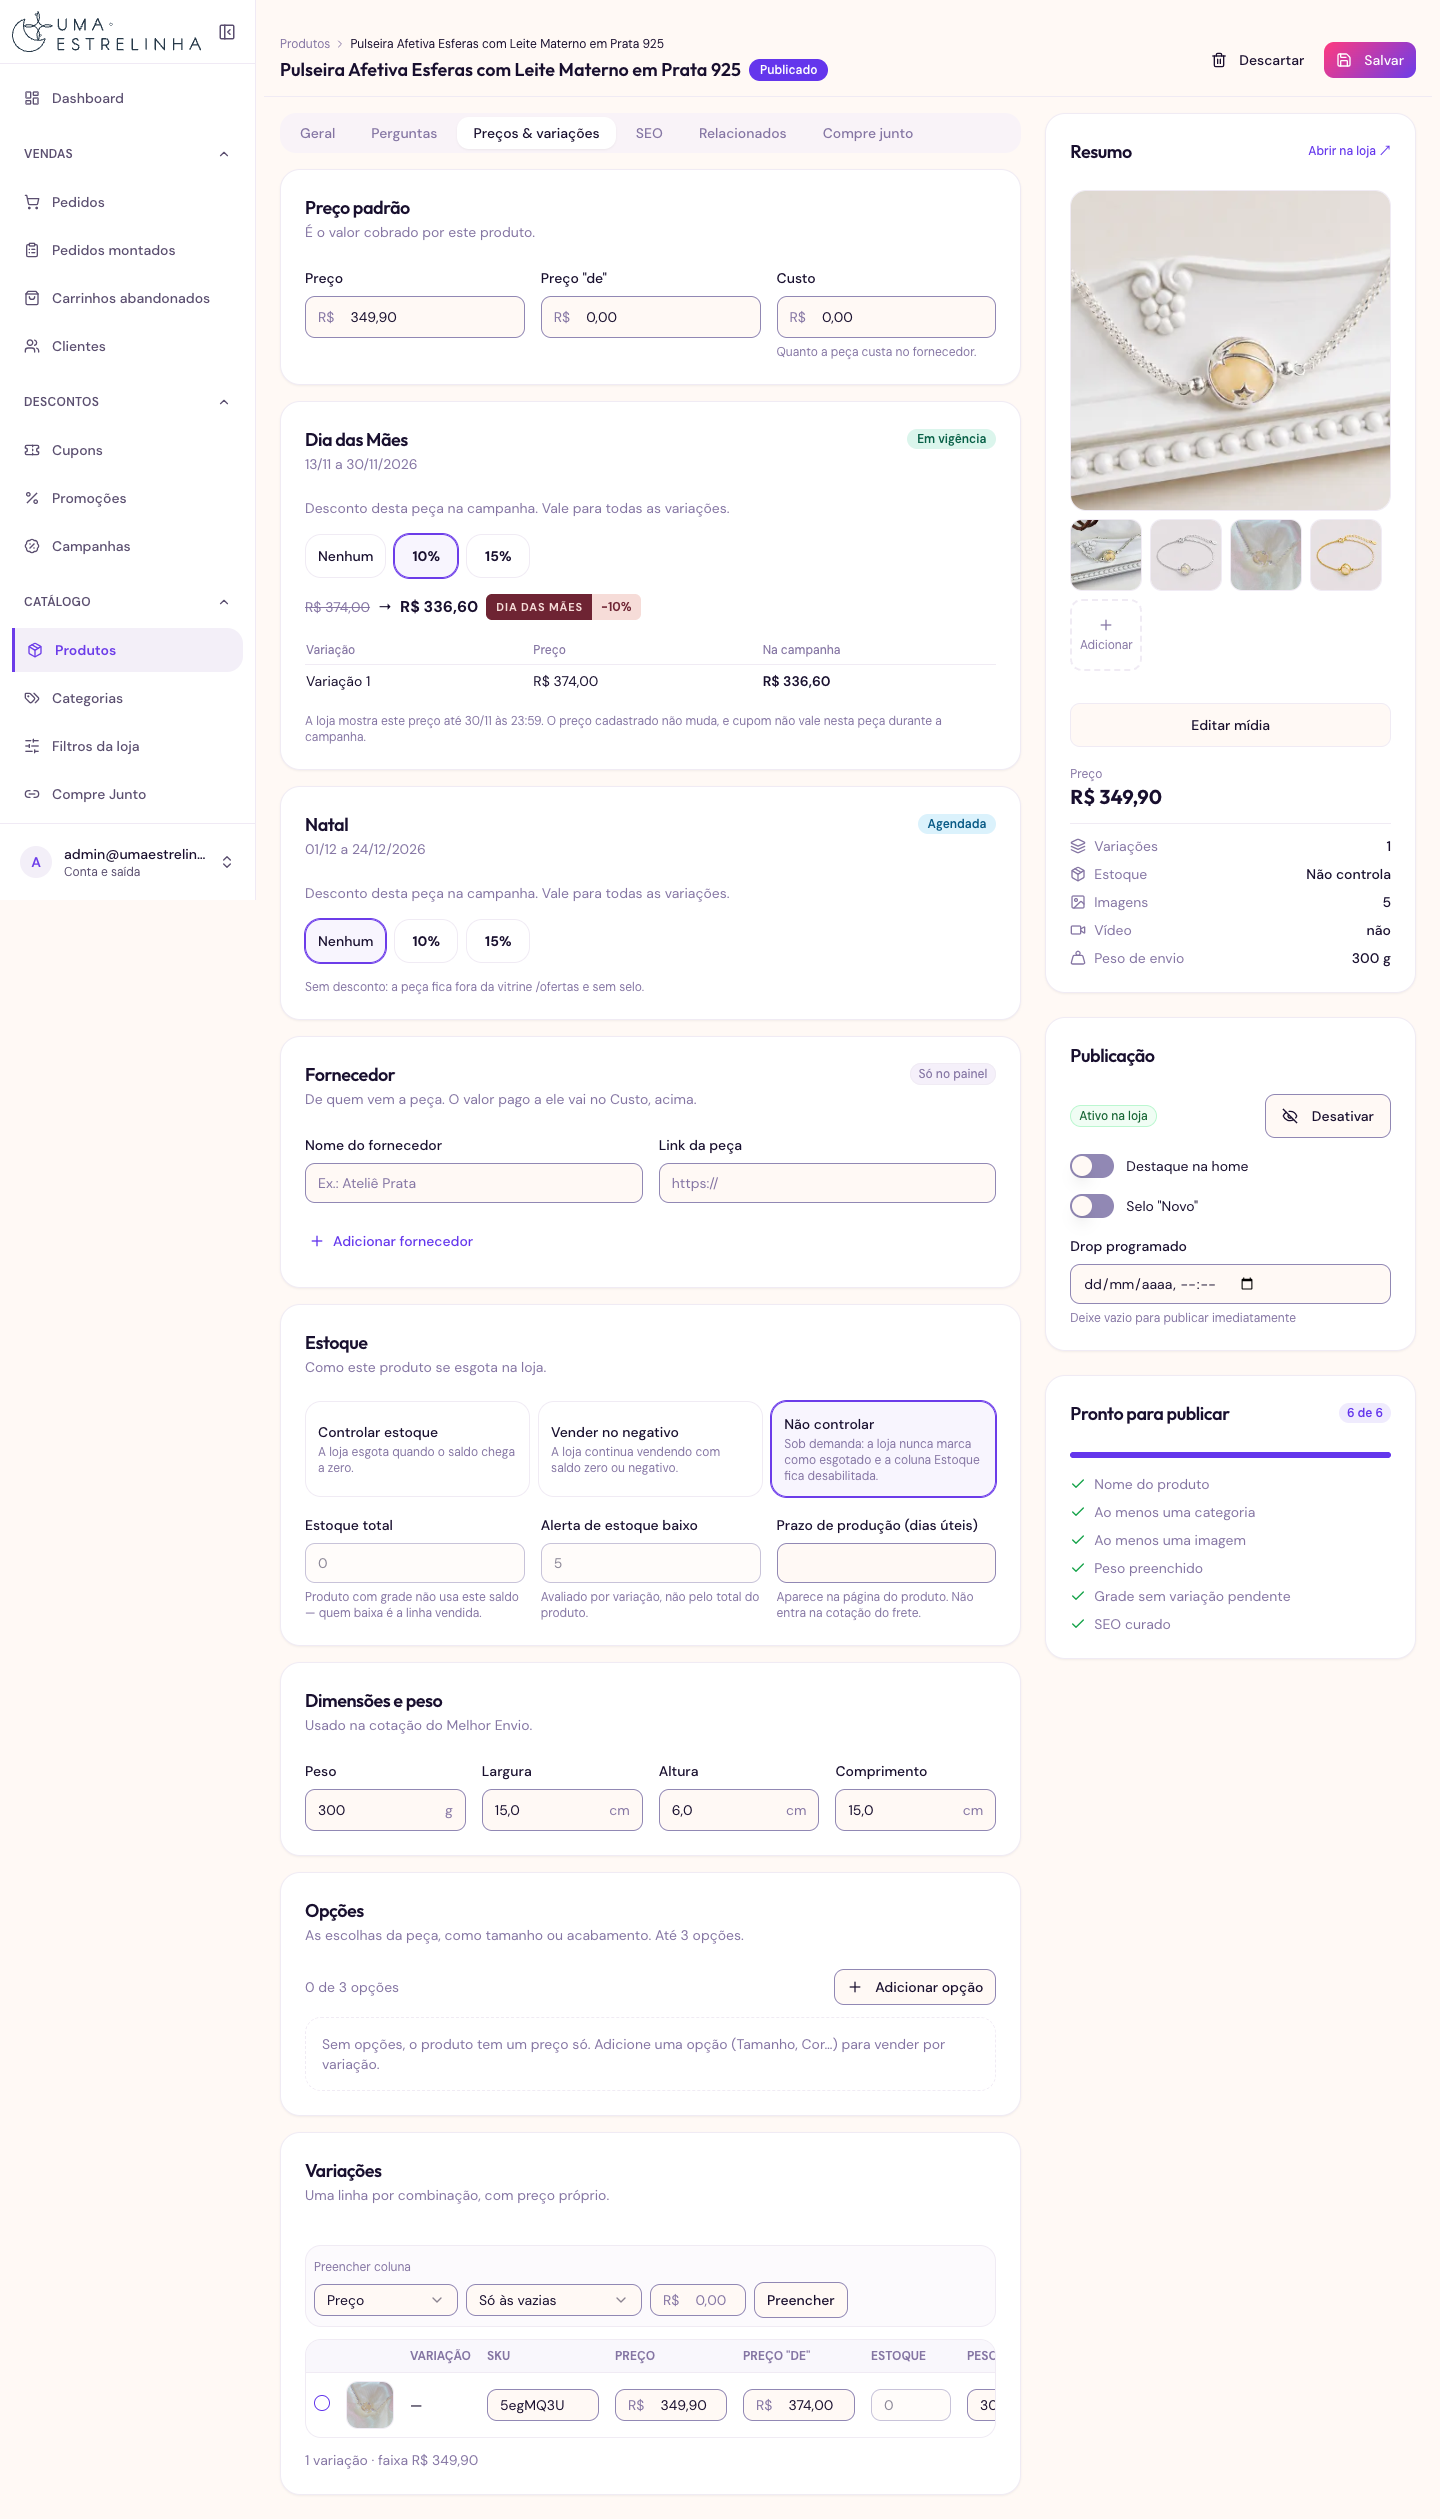 UMA
ESTRELINHA
Dashboard
VENDAS
Pedidos
Pedidos montados
Carrinhos abandonados
Clientes
DESCONTOS
Cupons
Promoções
Campanhas
CATÁLOGO
Produtos
Categorias
Filtros da loja
Compre Junto
A
admin@umaestrelin...
Conta e saída
Produtos > Pulseira Afetiva Esferas com Leite Materno em Prata 925
Pulseira Afetiva Esferas com Leite Materno em Prata 925 Publicado
Descartar
Salvar
Geral Perguntas Preços & variações SEO Relacionados Compre junto
Preço padrão
É o valor cobrado por este produto.
Preço Preço "de" Custo
R$ 349,90 R$ 0,00 R$ 0,00
Quanto a peça custa no fornecedor.
Dia das Mães Em vigência
13/11 a 30/11/2026
Desconto desta peça na campanha. Vale para todas as variações.
Nenhum 10% 15%
R$ 374,00 → R$ 336,60 DIA DAS MÃES -10%
Variação Preço Na campanha
Variação 1 R$ 374,00 R$ 336,60
A loja mostra este preço até 30/11 às 23:59. O preço cadastrado não muda, e cupom não vale nesta peça durante a
campanha.
Natal Agendada
01/12 a 24/12/2026
Desconto desta peça na campanha. Vale para todas as variações.
Nenhum 10% 15%
Sem desconto: a peça fica fora da vitrine /ofertas e sem selo.
Fornecedor Só no painel
De quem vem a peça. O valor pago a ele vai no Custo, acima.
Nome do fornecedor Link da peça
Ex.: Ateliê Prata https://
+ Adicionar fornecedor
Estoque
Como este produto se esgota na loja.
Controlar estoque
A loja esgota quando o saldo chega
a zero.
Vender no negativo
A loja continua vendendo com
saldo zero ou negativo.
Não controlar
Sob demanda: a loja nunca marca
como esgotado e a coluna Estoque
fica desabilitada.
Estoque total Alerta de estoque baixo Prazo de produção (dias úteis)
0 5
Produto com grade não usa este saldo
— quem baixa é a linha vendida.
Avaliado por variação, não pelo total do
produto.
Aparece na página do produto. Não
entra na cotação do frete.
Dimensões e peso
Usado na cotação do Melhor Envio.
Peso Largura Altura Comprimento
300 g 15,0 cm 6,0 cm 15,0 cm
Opções
As escolhas da peça, como tamanho ou acabamento. Até 3 opções.
0 de 3 opções + Adicionar opção
Sem opções, o produto tem um preço só. Adicione uma opção (Tamanho, Cor...) para vender por
variação.
Variações
Uma linha por combinação, com preço próprio.
Preencher coluna
Preço Só às vazias R$ 0,00 Preencher
VARIAÇÃO SKU PREÇO PREÇO "DE" ESTOQUE PESO
— 5egMQ3U R$ 349,90 R$ 374,00 0 30
1 variação · faixa R$ 349,90
Resumo Abrir na loja ↗
+
Adicionar
Editar mídia
Preço
R$ 349,90
Variações 1
Estoque Não controla
Imagens 5
Vídeo não
Peso de envio 300 g
Publicação
Ativo na loja Desativar
Destaque na home
Selo "Novo"
Drop programado
dd/mm/aaaa, --:--
Deixe vazio para publicar imediatamente
Pronto para publicar 6 de 6
Nome do produto
Ao menos uma categoria
Ao menos uma imagem
Peso preenchido
Grade sem variação pendente
SEO curado